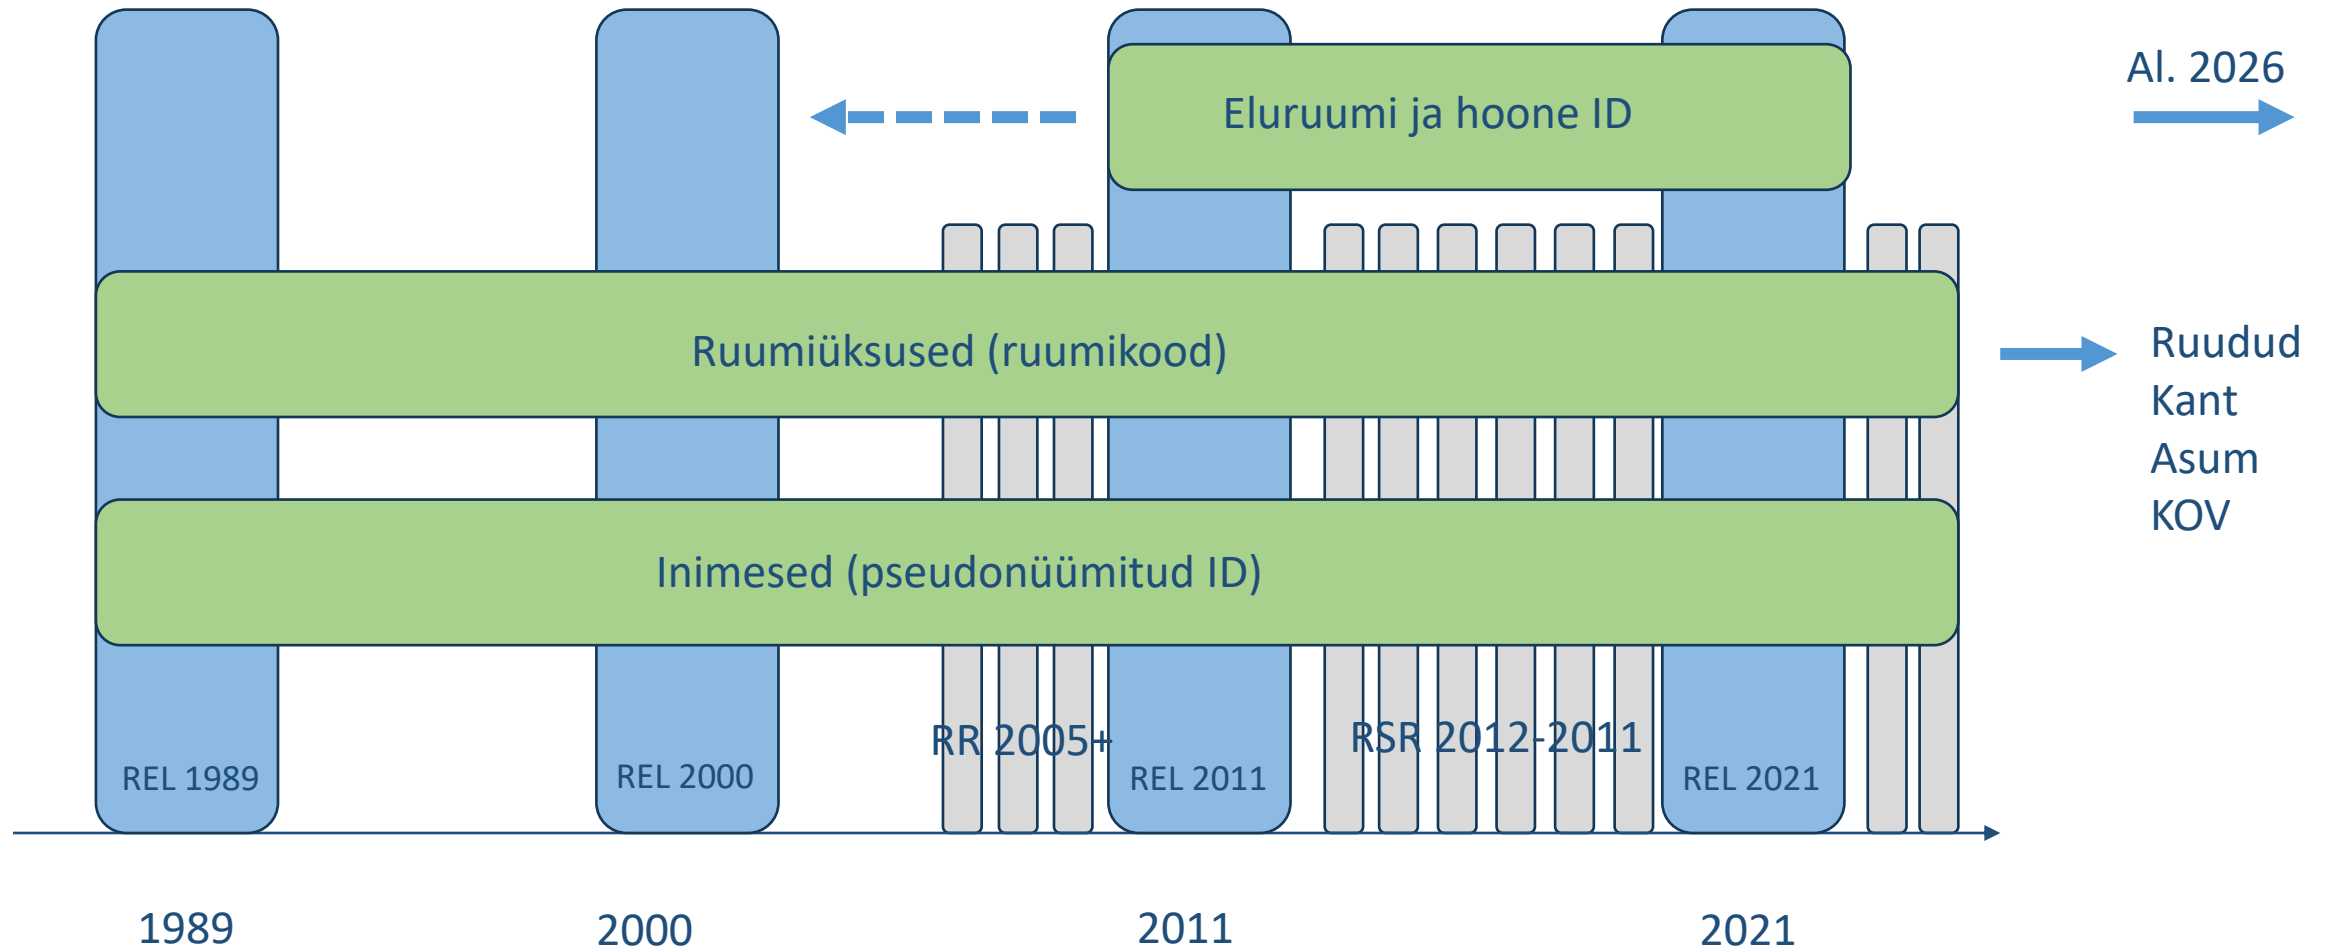 Al. 2026
Eluruumi ja hoone ID
Ruumiüksused (ruumikood)
Ruudud
Kant
Asum
KOV
Inimesed (pseudonüümitud ID)
RR 2005+
RSR 2012-2011
REL 1989
REL 2000
REL 2011
REL 2021
1989
2000
2011
2021